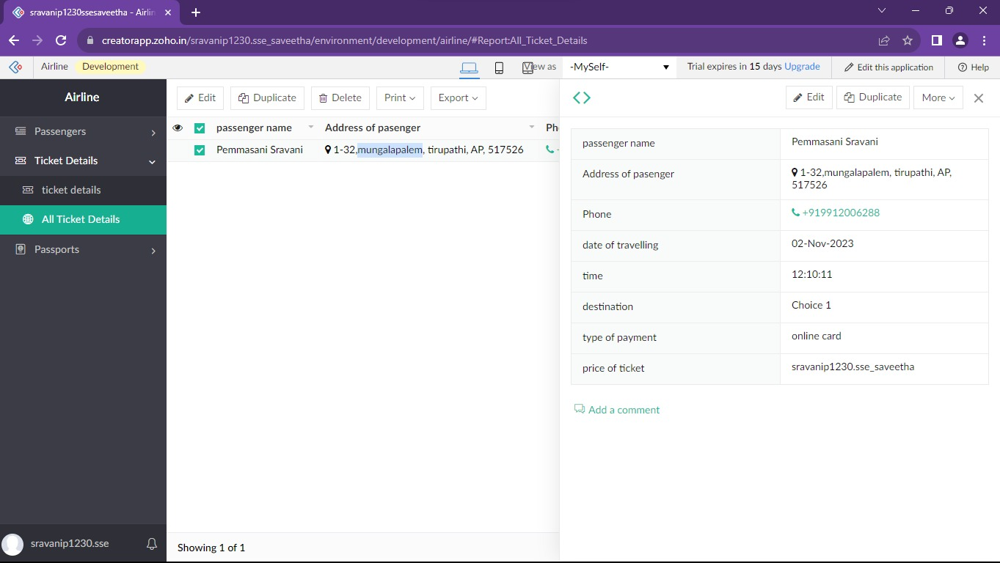 sravanip1230ssesaveetha - Airlin
creatorapp.zoho.in/sravanip1230.sse_saveetha/environment/development/airline/#Report:All_Ticket_Details
Airline Development View as -MySelf- Trial expires in 15 days Upgrade Edit this application Help
Airline
Passengers
Ticket Details
ticket details
All Ticket Details
Passports
sravanip1230.sse
Edit Duplicate Delete Print Export
passenger name Address of pasenger Ph
Pemmasani Sravani 1-32,mungalapalem, tirupathi, AP, 517526 -
Showing 1 of 1
Edit Duplicate More
passenger name Pemmasani Sravani
Address of pasenger 1-32,mungalapalem, tirupathi, AP,
517526
Phone +919912006288
date of travelling 02-Nov-2023
time 12:10:11
destination Choice 1
type of payment online card
price of ticket sravanip1230.sse_saveetha
Add a comment